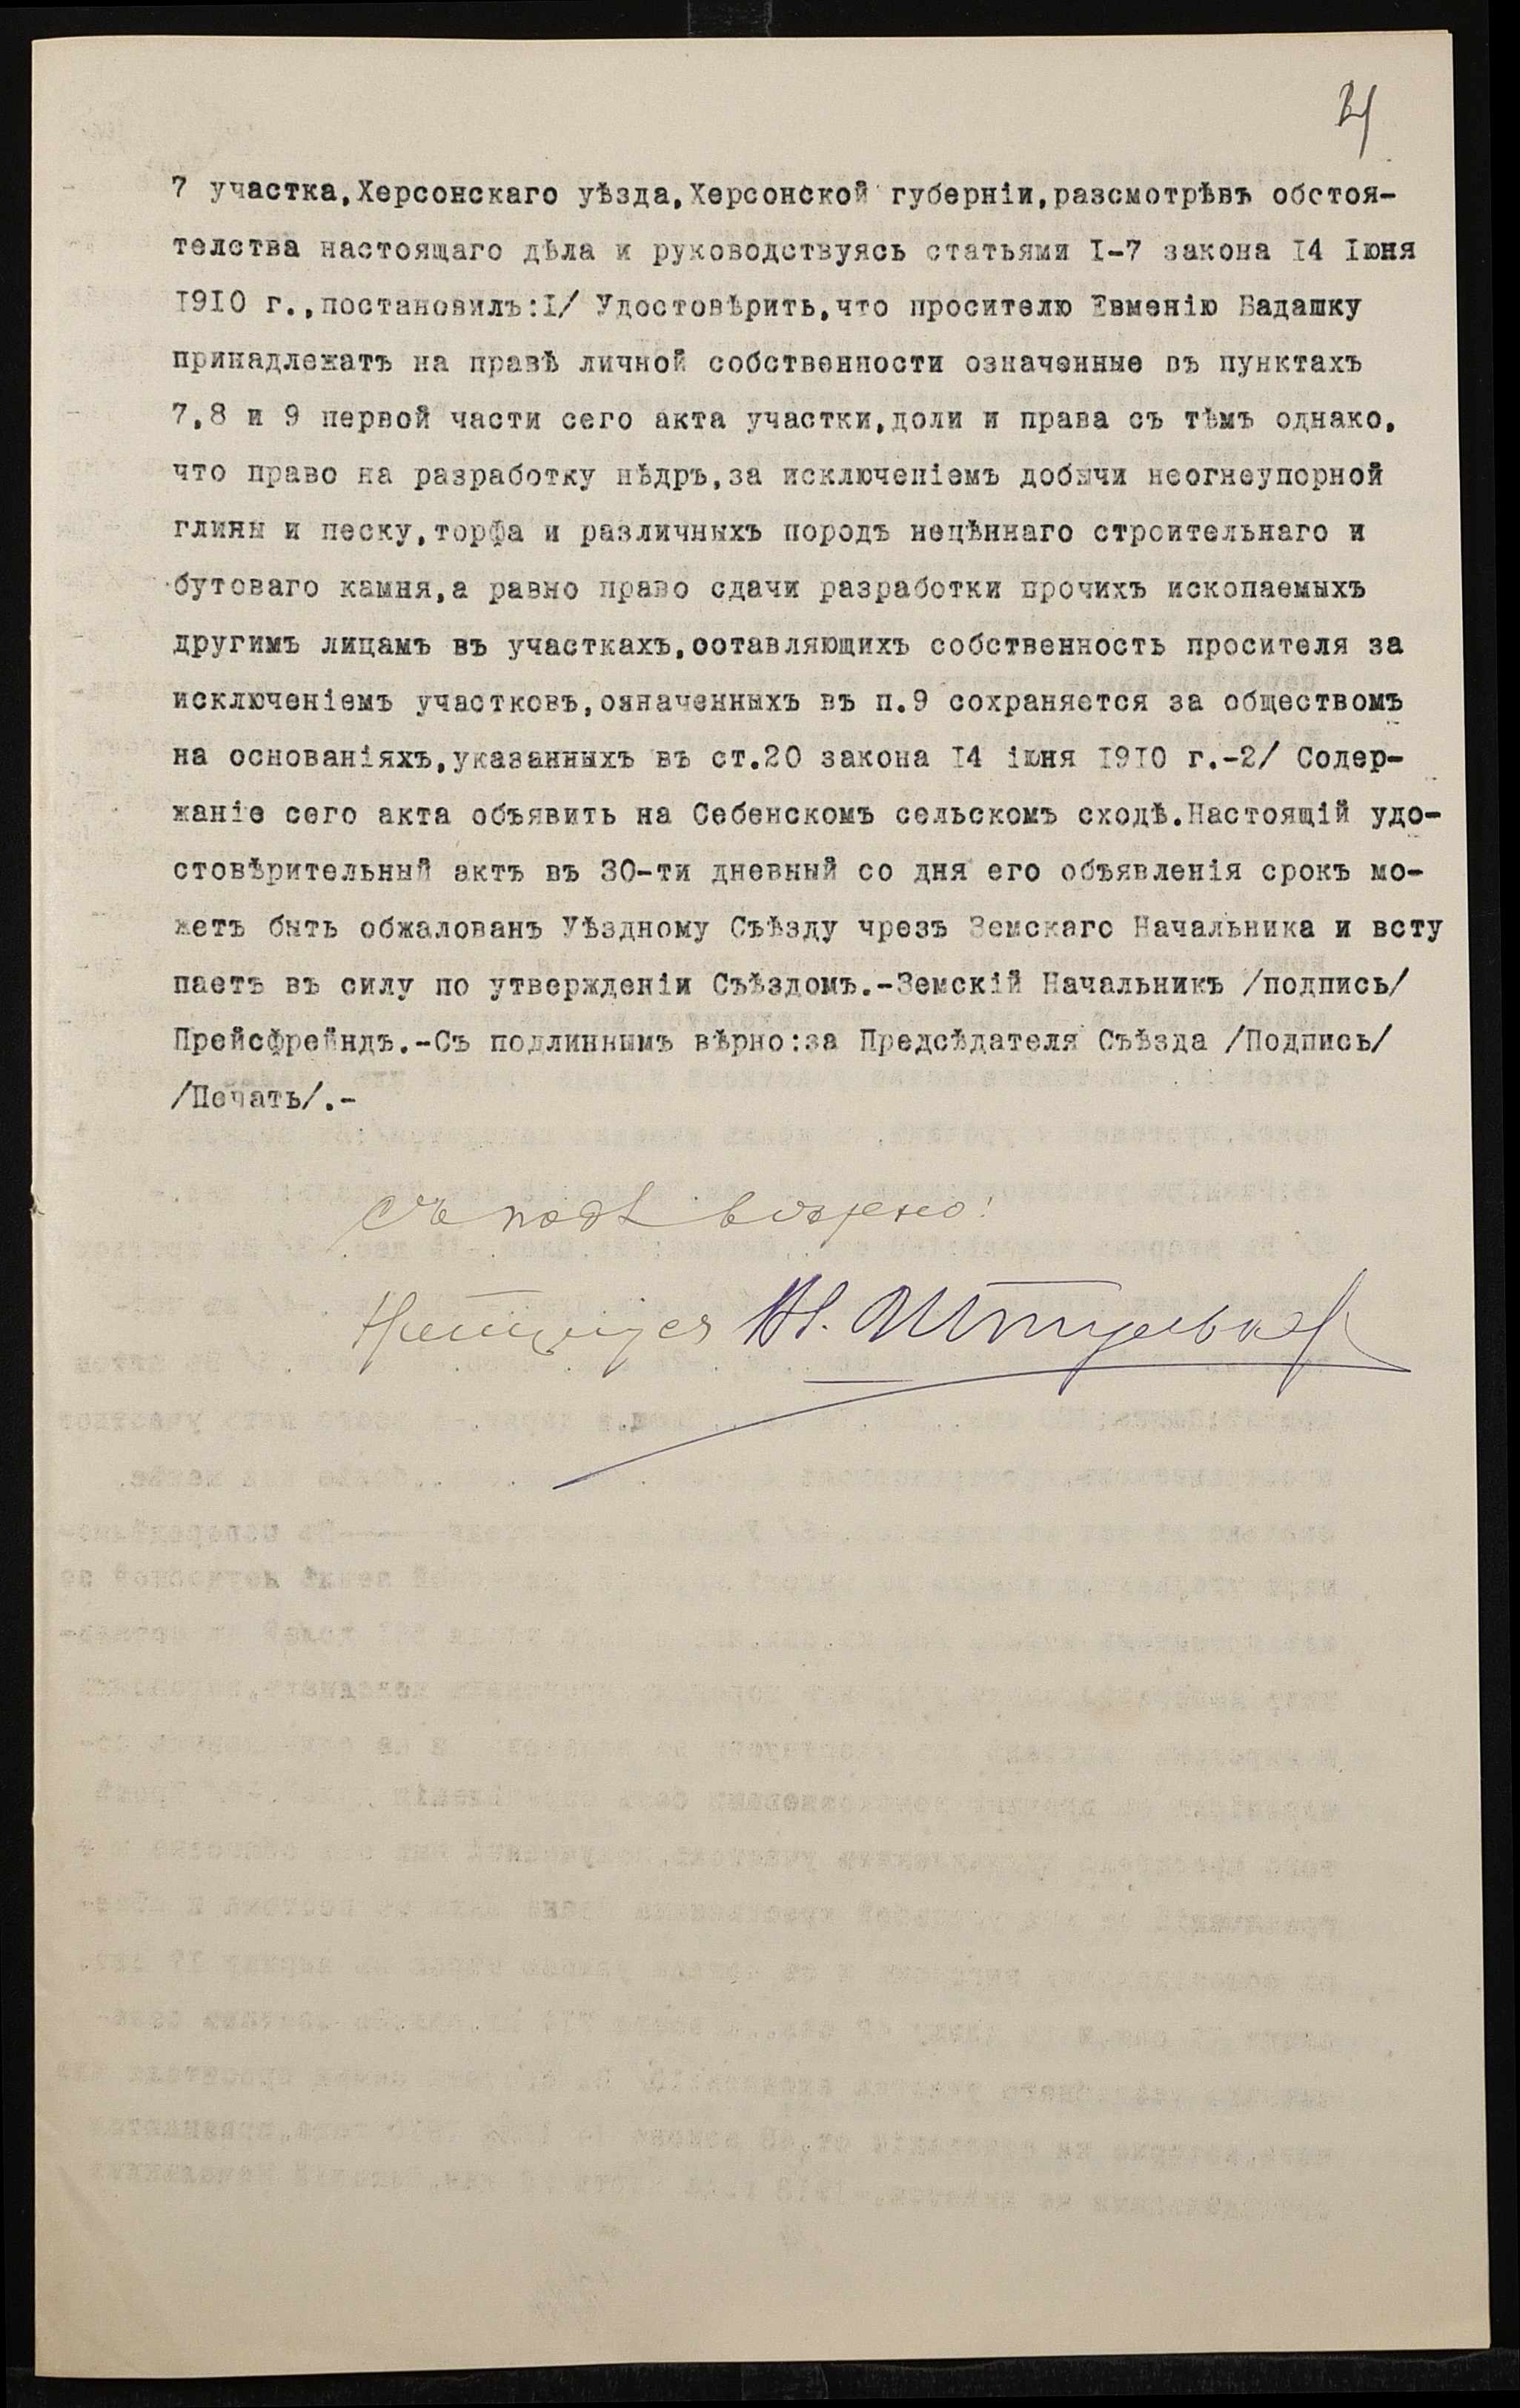 21
7 участка,Херсонскаго уѣзда,Херсонской губерніи,разсмотрѣвъ обстоя-
телства настоящаго дѣла и руководствуясь статьями I-7 закона I4 Iюня
I9I0 г.,постановилъ:I/ Удостовѣрить,что просителю Евменію Бадашку
принадлежатъ на правѣ личной собственности означенные въ пунктахъ
7,8 и 9 первой части сего акта участки,доли и права съ тѣмъ однако,
что право на разработку нѣдръ,за исключеніемъ добычи неогнеупорной
глины и песку,торфа и различныхъ породъ нецѣннаго строительнаго и
бутоваго камня,а равно право сдачи разработки прочихъ ископаемыхъ
другимъ лицамъ въ участкахъ,оотавляющихъ собственность просителя за
исключеніемъ участковъ,означенныхъ въ п.9 сохраняется за обществомъ
на основаніяхъ,указанныхъ въ ст.20 закона I4 іюня I9I0 г.-2/ Содер-
жаніе сего акта объявить на Себенскомъ сельскомъ сходѣ.Настоящій удо-
стовѣрительный актъ въ 30-ти дневный со дня его объявленія срокъ мо-
жетъ быть обжалованъ Уѣздному Съѣзду чрезъ Земскаго Начальника и всту
паетъ въ силу по утвержденіи Съѣздомъ.-Земскій Начальникъ /подпись/
Прейсфрейндъ.-Съ подлиннымъ вѣрно:за Предсѣдателя Съѣзда /Подпись/
/Печать/.-
Съ подл вѣрно: